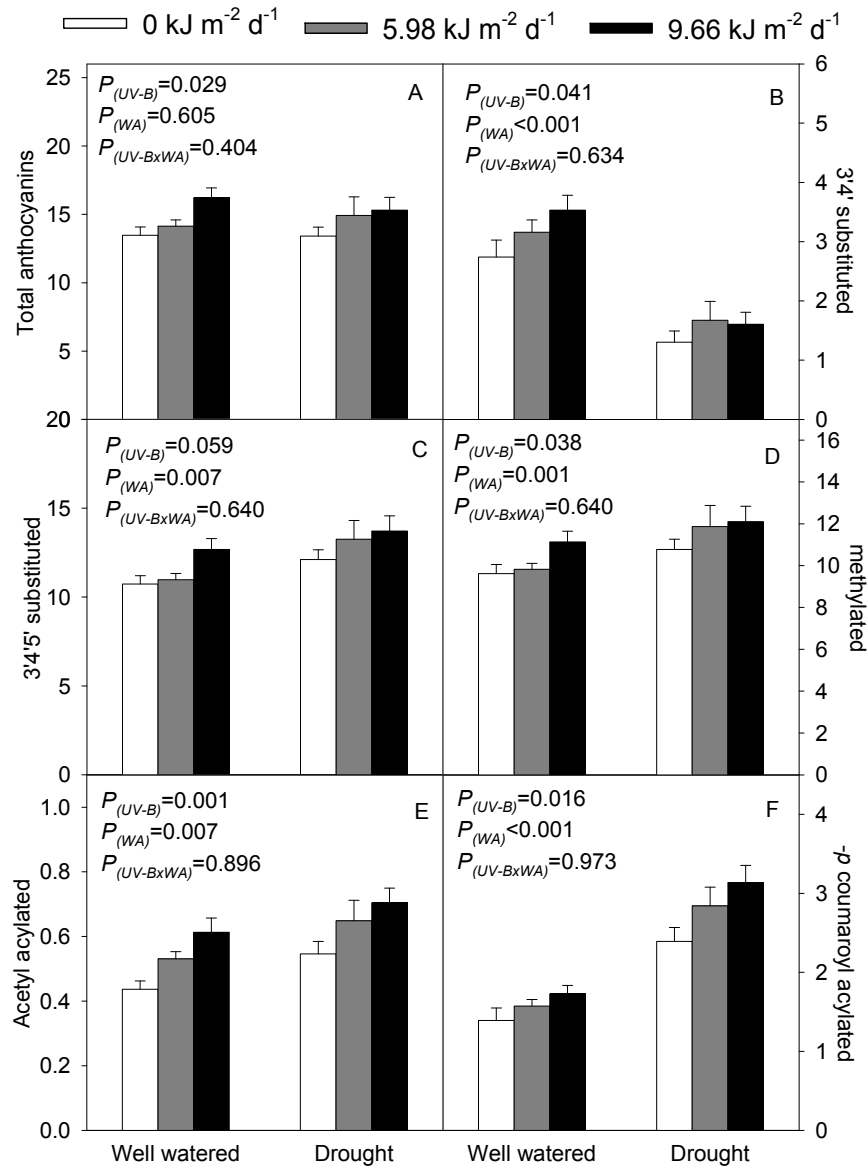 0 kJ m⁻² d⁻¹ 5.98 kJ m⁻² d⁻¹ 9.66 kJ m⁻² d⁻¹
Total anthocyanins
25
20
15
10
5
20
P(UV-B)=0.029
P(WA)=0.605
P(UV-BxWA)=0.404
A
P(UV-B)=0.041
P(WA)<0.001
P(UV-BxWA)=0.634
B
6
5
4
3
2
1
0
3'4' substituted
3'4'5' substituted
15
10
5
0
P(UV-B)=0.059
P(WA)=0.007
P(UV-BxWA)=0.640
C
P(UV-B)=0.038
P(WA)=0.001
P(UV-BxWA)=0.640
D
16
14
12
10
8
6
4
2
0
methylated
Acetyl acylated
1.0
0.8
0.6
0.4
0.2
0.0
P(UV-B)=0.001
P(WA)=0.007
P(UV-BxWA)=0.896
E
P(UV-B)=0.016
P(WA)<0.001
P(UV-BxWA)=0.973
F
4
3
2
1
0
-p coumaroyl acylated
Well watered Drought Well watered Drought